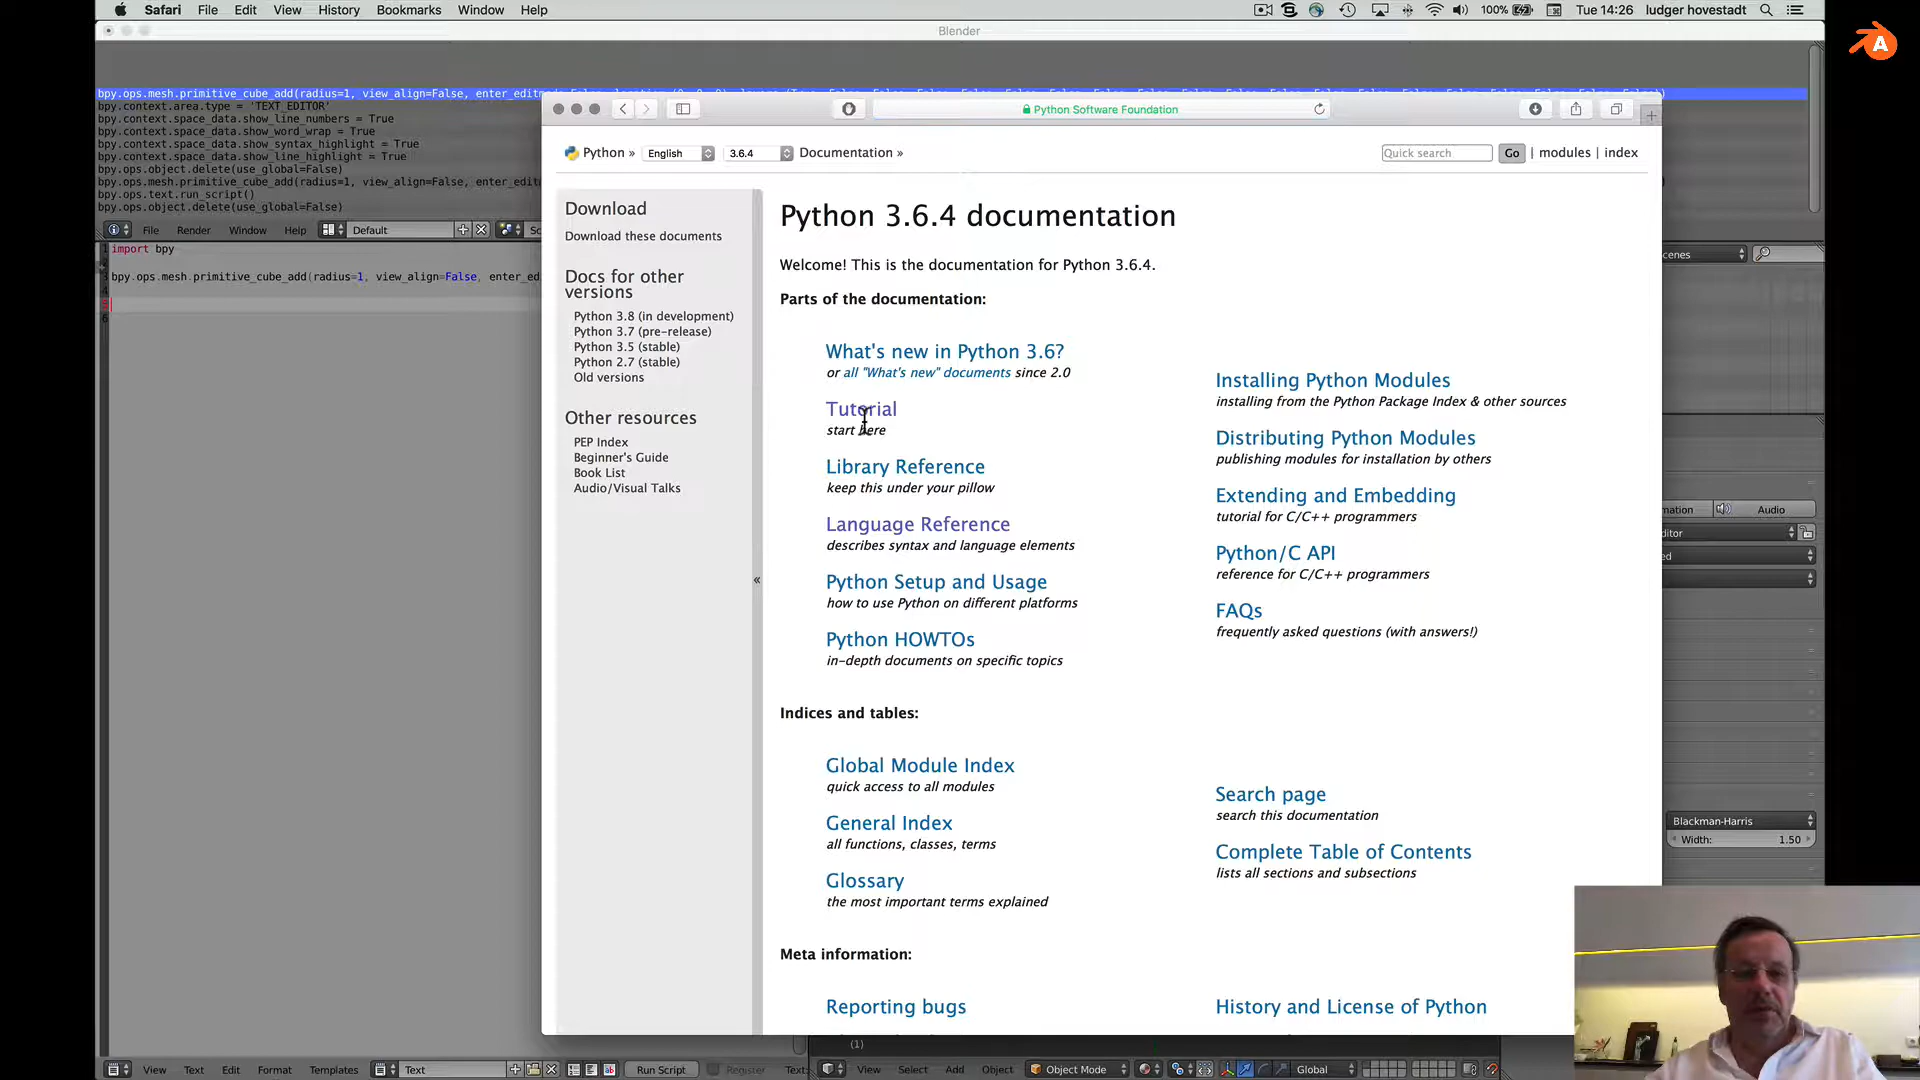 Safari File Edit View History Bookmarks Window Help
100% Tue 14:26 ludger hovestadt
Blender
A
bpy.ops.mesh.primitive_cube_add(radius=1, view_align=False,
bpy.context.area.type = 'TEXT_EDITOR'
bpy.context.space_data.show_line_numbers = True
bpy.context.space_data.show_word_wrap = True
bpy.context.space_data.show_syntax_highlight = True
bpy.context.space_data.show_line_highlight = True
bpy.ops.object.delete(use_global=False)
bpy.ops.mesh.primitive_cube_add(radius=1, view_align=False, enter_edit
bpy.ops.text.run_script()
bpy.ops.object.delete(use_global=False)
File Render Window Help Default Sc
1 import bpy
2
3 bpy.ops.mesh.primitive_cube_add(radius=1, view_align=False, enter_ed
4
5
6
Python Software Foundation
Python » English 3.6.4 Documentation »
Quick search Go | modules | index
Download
Download these documents
Docs for other
versions
Python 3.8 (in development)
Python 3.7 (pre-release)
Python 3.5 (stable)
Python 2.7 (stable)
Old versions
Other resources
PEP Index
Beginner's Guide
Book List
Audio/Visual Talks
«
Python 3.6.4 documentation
Welcome! This is the documentation for Python 3.6.4.
Parts of the documentation:
What's new in Python 3.6?
or all "What's new" documents since 2.0
Tutorial
start here
Library Reference
keep this under your pillow
Language Reference
describes syntax and language elements
Python Setup and Usage
how to use Python on different platforms
Python HOWTOs
in-depth documents on specific topics
Installing Python Modules
installing from the Python Package Index & other sources
Distributing Python Modules
publishing modules for installation by others
Extending and Embedding
tutorial for C/C++ programmers
Python/C API
reference for C/C++ programmers
FAQs
frequently asked questions (with answers!)
Indices and tables:
Global Module Index
quick access to all modules
General Index
all functions, classes, terms
Glossary
the most important terms explained
Search page
search this documentation
Complete Table of Contents
lists all sections and subsections
Meta information:
Reporting bugs
History and License of Python
cenes
mation Audio
ditor
ed
Blackman-Harris
Width: 1.50
(1)
View Text Edit Format Templates Text Run Script Register Text:
View Select Add Object Object Mode Global